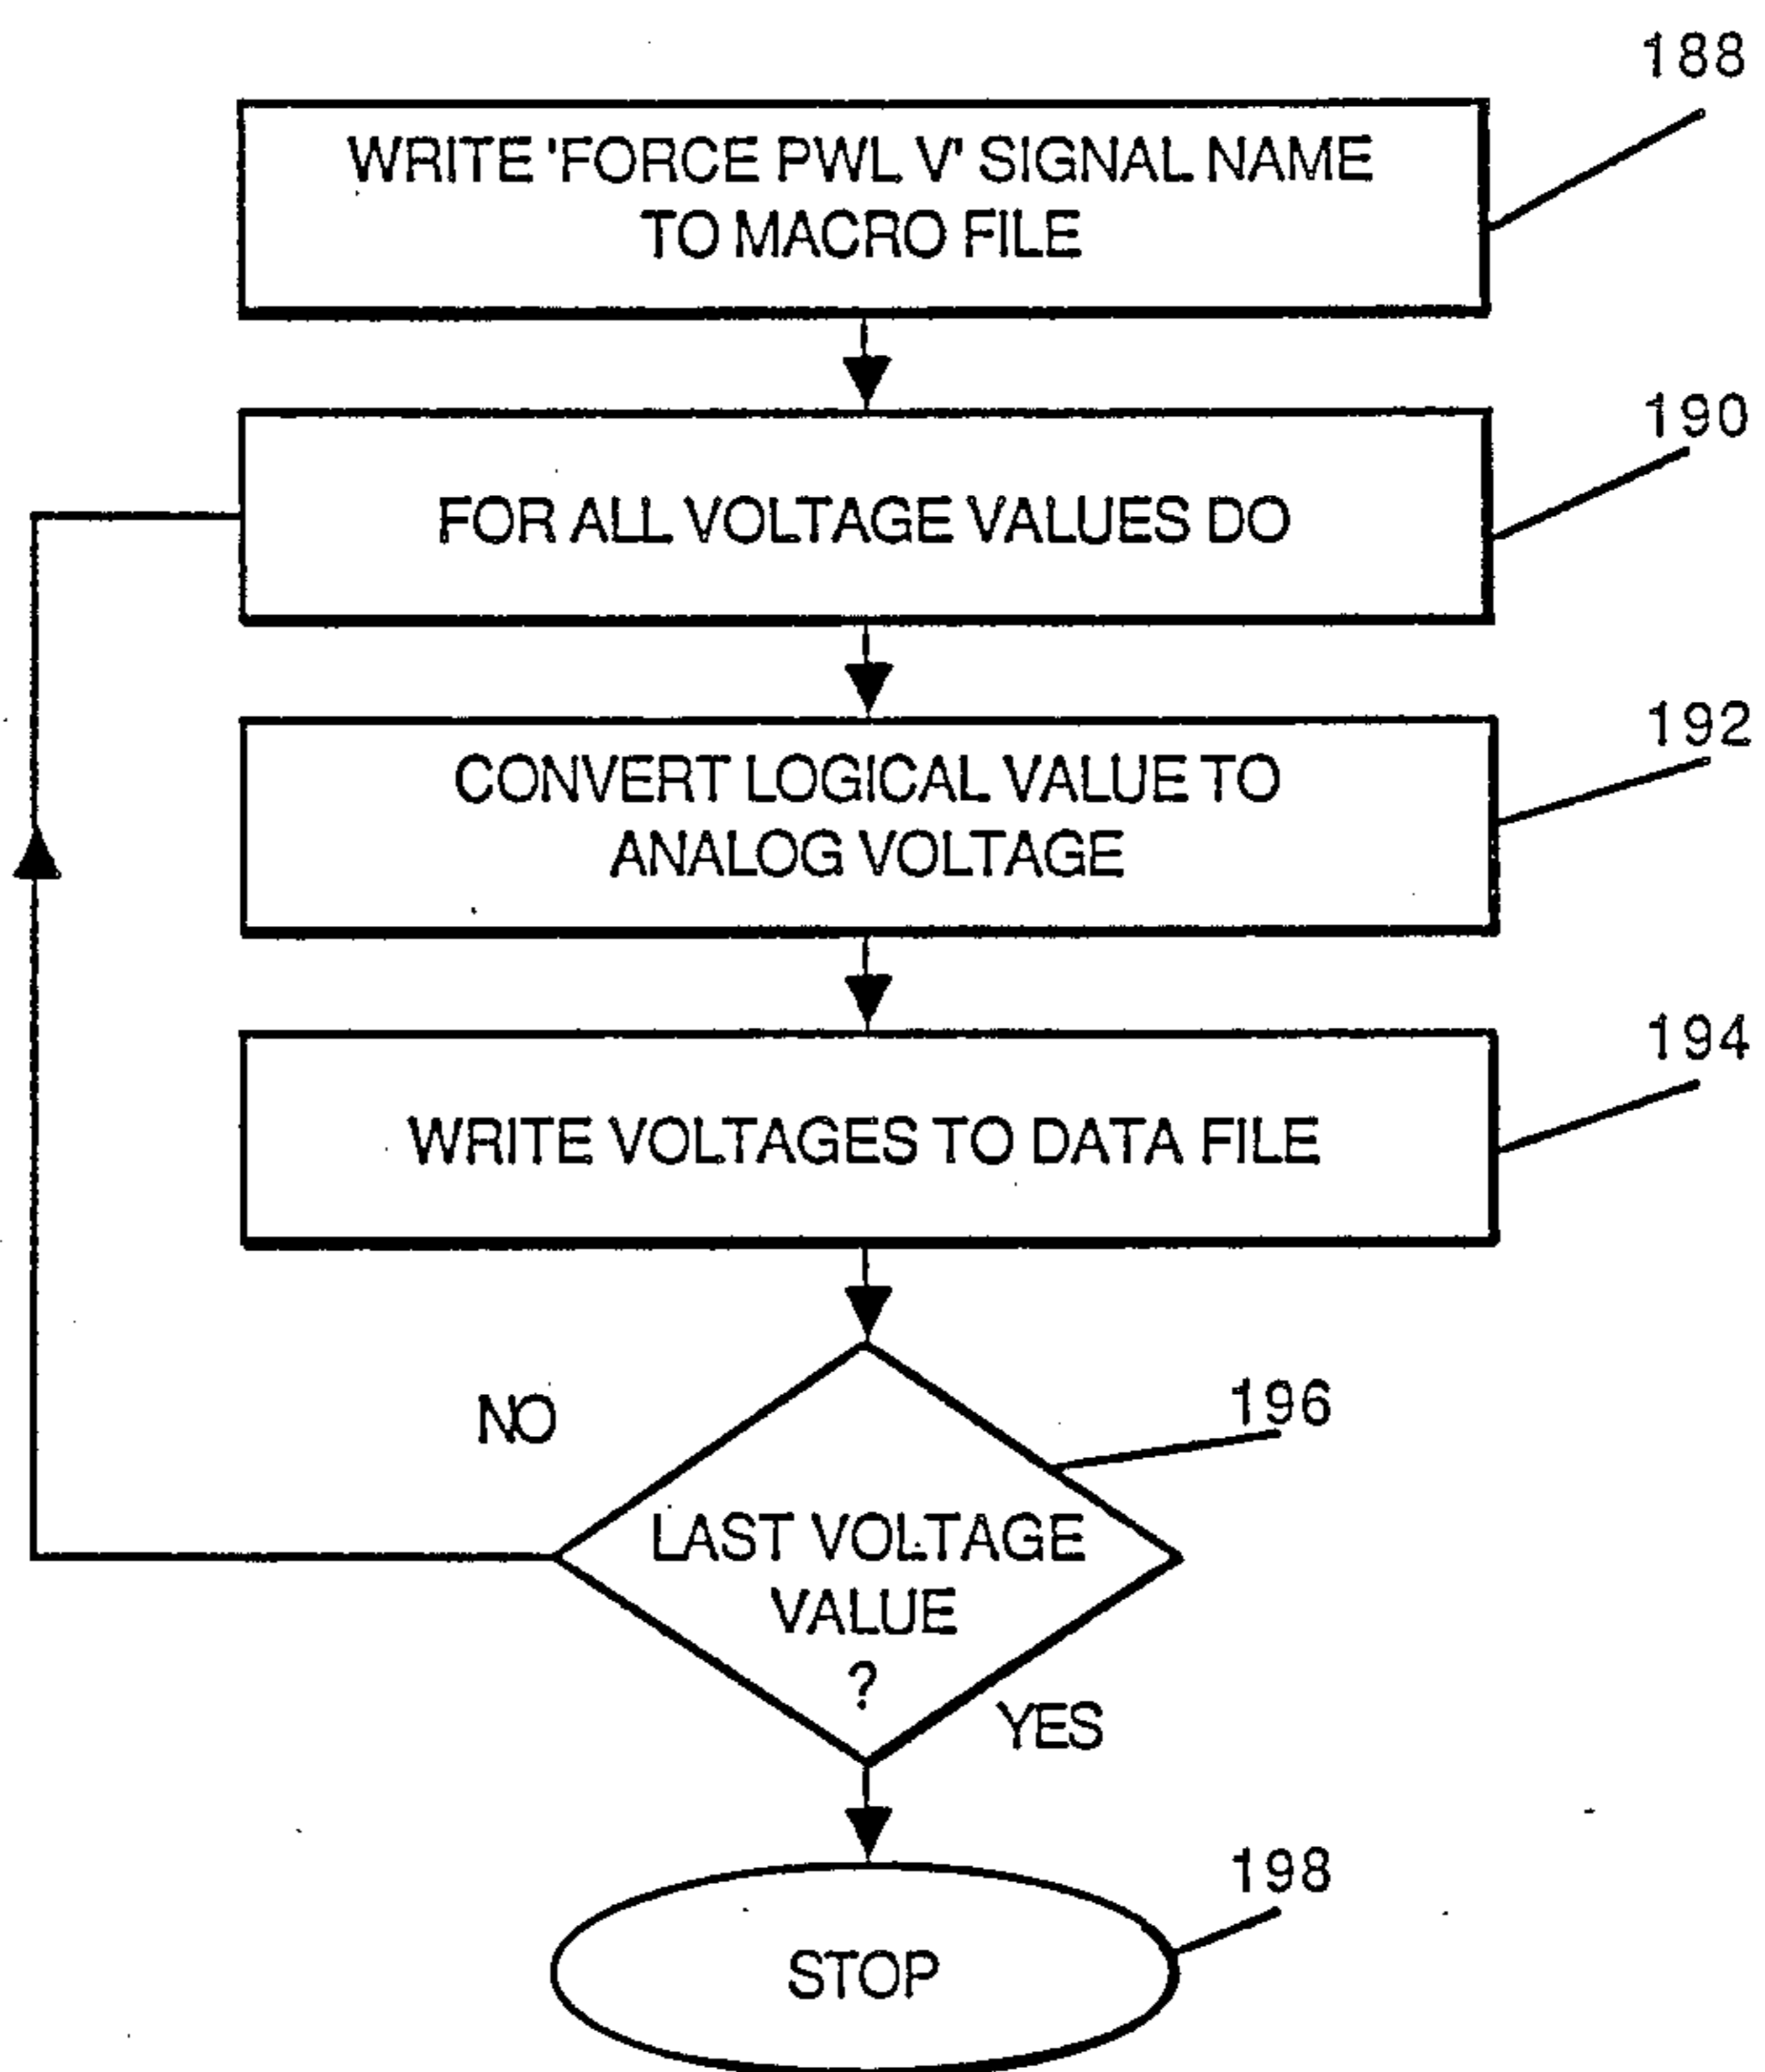 188
WRITE 'FORCE PWL V' SIGNAL NAME
TO MACRO FILE
190
FOR ALL VOLTAGE VALUES DO
192
CONVERT LOGICAL VALUE TO
ANALOG VOLTAGE
194
WRITE VOLTAGES TO DATA FILE
NO
196
LAST VOLTAGE
VALUE
?
YES
198
STOP